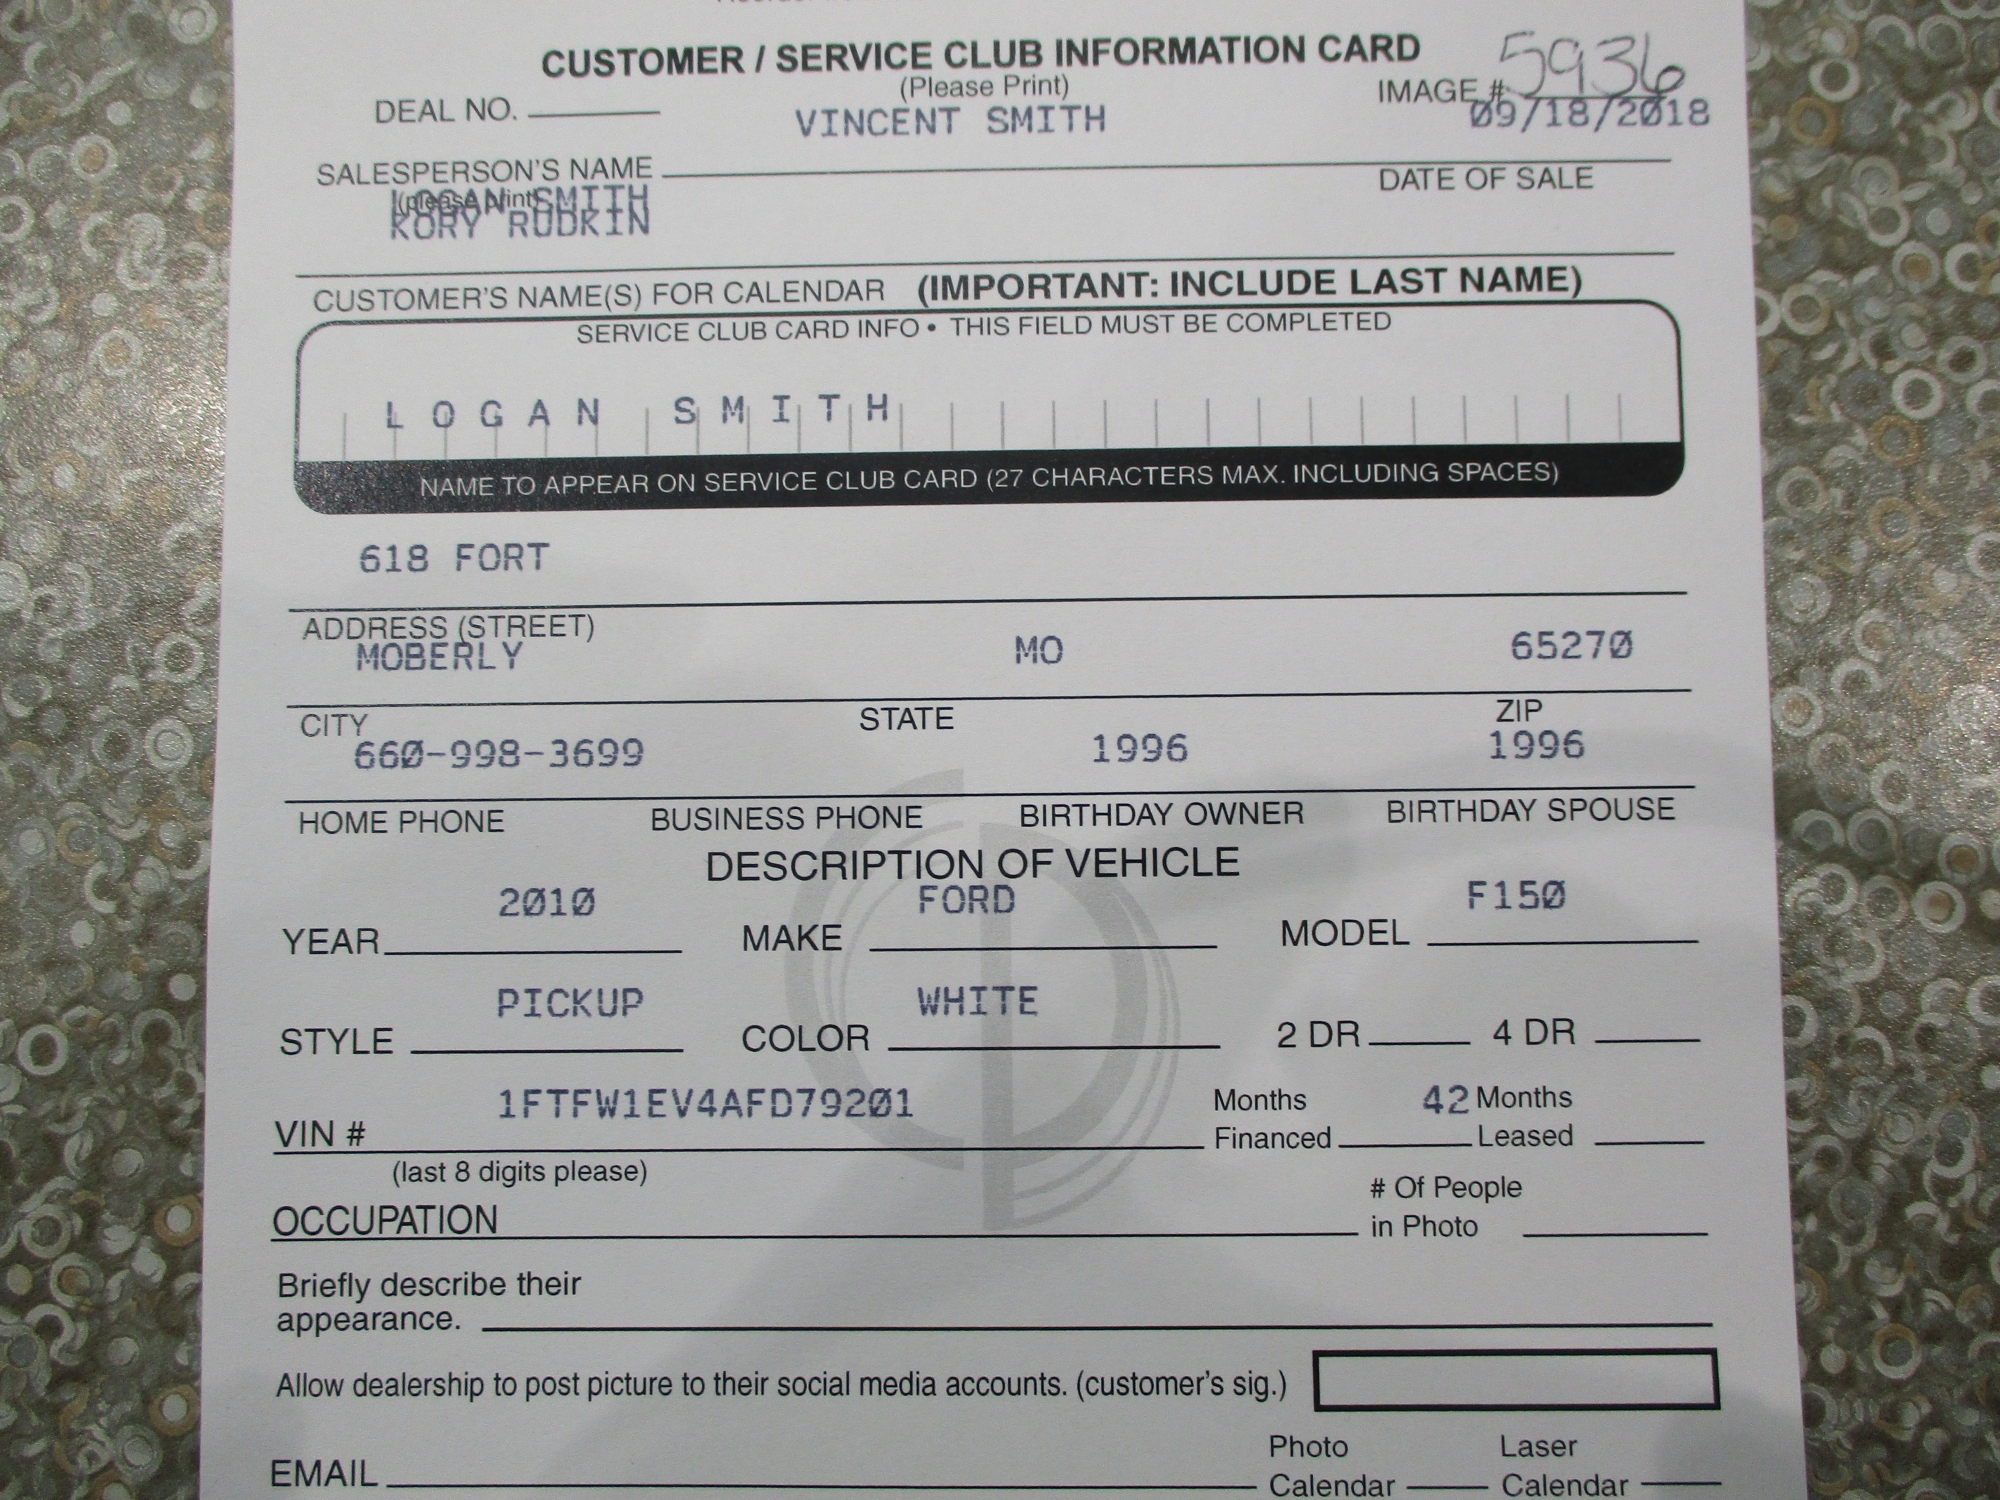 CUSTOMER / SERVICE CLUB INFORMATION CARD
(Please Print)
IMAGE # 5936
DEAL NO.
VINCENT SMITH
09/18/2018
SALESPERSON'S NAME
DATE OF SALE
(please print)
LOGAN SMITH
KORY RUDKIN
CUSTOMER'S NAME(S) FOR CALENDAR (IMPORTANT: INCLUDE LAST NAME)
SERVICE CLUB CARD INFO • THIS FIELD MUST BE COMPLETED
LOGAN SMITH
NAME TO APPEAR ON SERVICE CLUB CARD (27 CHARACTERS MAX. INCLUDING SPACES)
618 FORT
ADDRESS (STREET)
MOBERLY MO 65270
CITY STATE ZIP
660-998-3699 1996 1996
HOME PHONE BUSINESS PHONE BIRTHDAY OWNER BIRTHDAY SPOUSE
DESCRIPTION OF VEHICLE
YEAR 2010 MAKE FORD MODEL F150
STYLE PICKUP COLOR WHITE 2 DR 4 DR
VIN # 1FTFW1EV4AFD79201 Months Financed 42 Months Leased
(last 8 digits please)
OCCUPATION # Of People in Photo
Briefly describe their
appearance.
Allow dealership to post picture to their social media accounts. (customer's sig.)
EMAIL Photo Calendar Laser Calendar